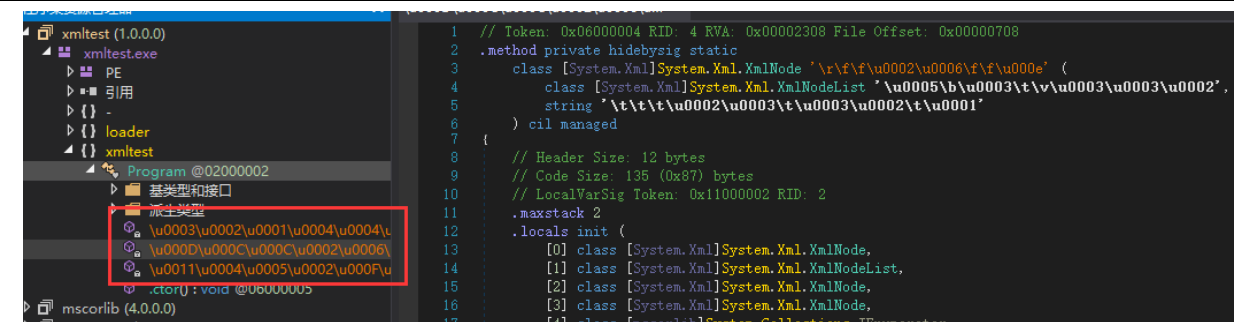 xmltest (1.0.0.0)
xmltest.exe
PE
引用
{ } -
{ } loader
{ } xmltest
Program @02000002
基类型和接口
派生类型
\u0003\u0002\u0001\u0004\u0004\u
\u000D\u000C\u000C\u0002\u0006\
\u0011\u0004\u0005\u0002\u000F\u
.ctor() : void @06000005
mscorlib (4.0.0.0)
1 // Token: 0x06000004 RID: 4 RVA: 0x00002308 File Offset: 0x00000708
2 .method private hidebysig static
3 class [System.Xml]System.Xml.XmlNode '\r\f\f\u0002\u0006\f\f\u000e' (
4 class [System.Xml]System.Xml.XmlNodeList '\u0005\b\u0003\t\v\u0003\u0003\u0002',
5 string '\t\t\t\u0002\u0003\t\u0003\u0002\t\u0001'
6 ) cil managed
7 {
8 // Header Size: 12 bytes
9 // Code Size: 135 (0x87) bytes
10 // LocalVarSig Token: 0x11000002 RID: 2
11 .maxstack 2
12 .locals init (
13 [0] class [System.Xml]System.Xml.XmlNode,
14 [1] class [System.Xml]System.Xml.XmlNodeList,
15 [2] class [System.Xml]System.Xml.XmlNode,
16 [3] class [System.Xml]System.Xml.XmlNode,